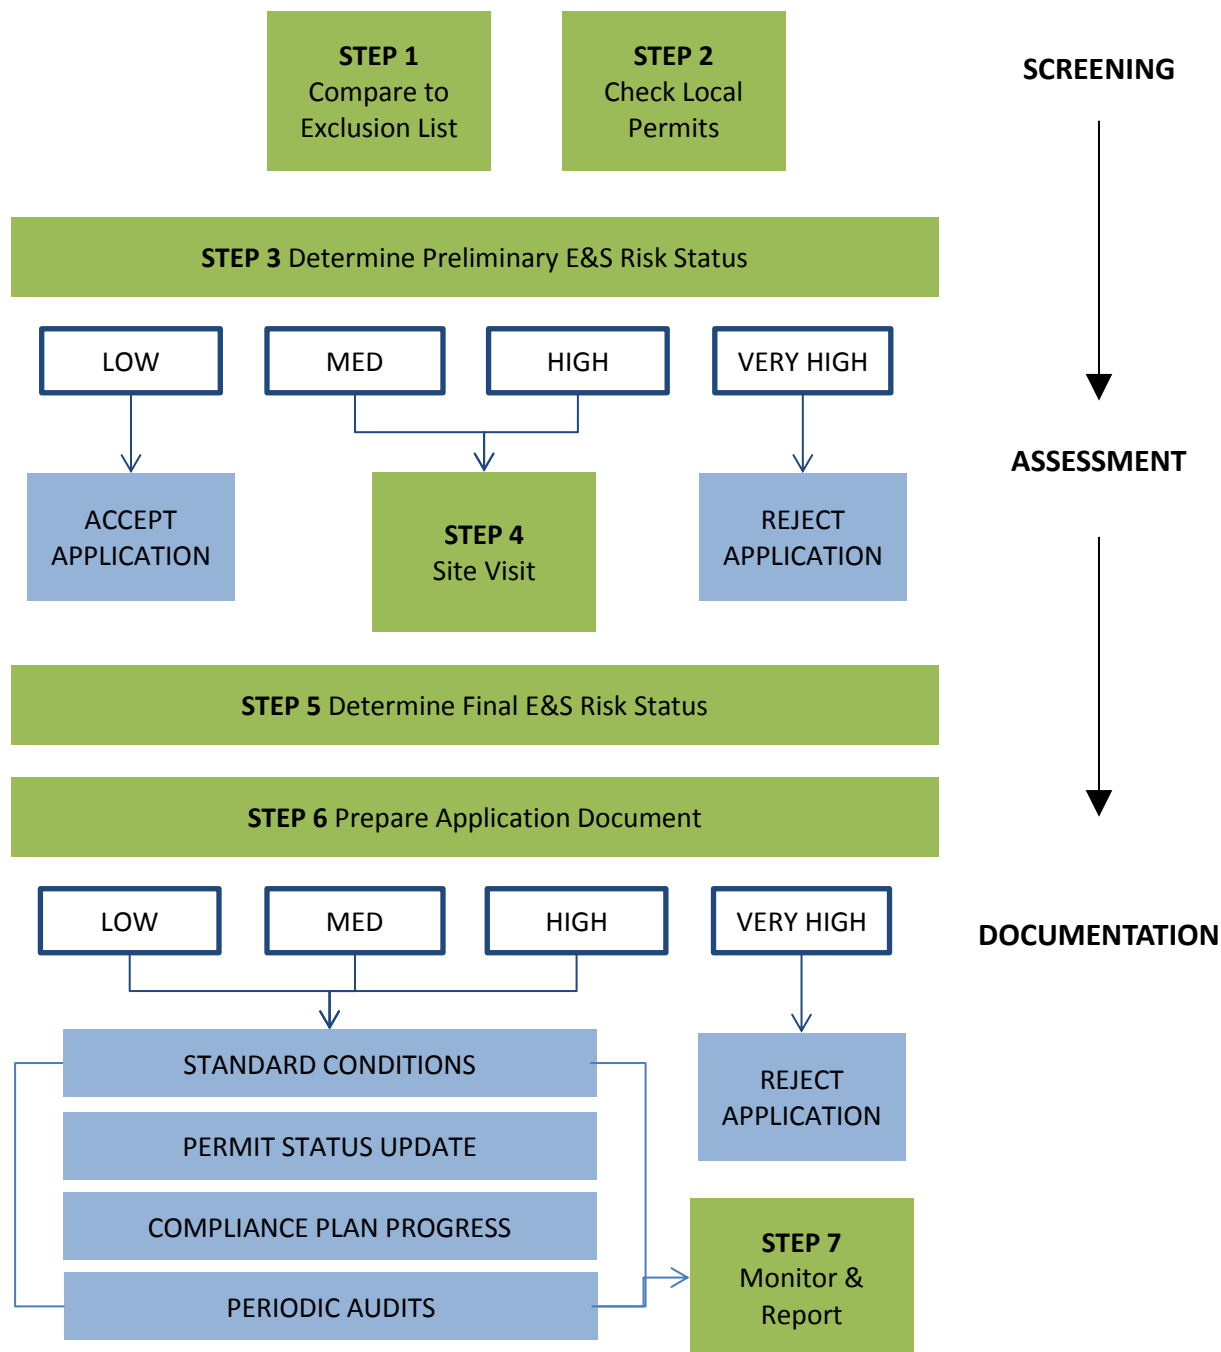 STEP 1
Compare to
Exclusion List
STEP 2
Check Local
Permits
SCREENING
STEP 3 Determine Preliminary E&S Risk Status
LOW
MED
HIGH
VERY HIGH
ASSESSMENT
ACCEPT
APPLICATION
STEP 4
Site Visit
REJECT
APPLICATION
STEP 5 Determine Final E&S Risk Status
STEP 6 Prepare Application Document
LOW
MED
HIGH
VERY HIGH
DOCUMENTATION
STANDARD CONDITIONS
PERMIT STATUS UPDATE
COMPLIANCE PLAN PROGRESS
PERIODIC AUDITS
REJECT
APPLICATION
STEP 7
Monitor &
Report